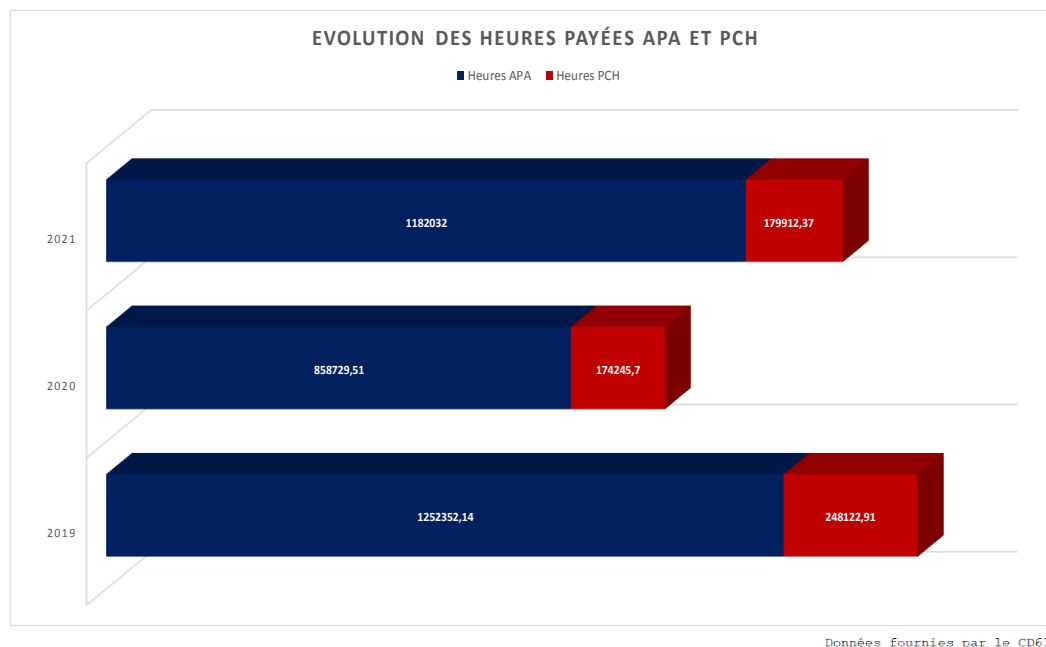 EVOLUTION DES HEURES PAYÉES APA ET PCH
Heures APA Heures PCH
2021 1182032 179912,37
2020 858729,51 174245,7
2019 1252352,14 248122,91
Données fournies par le CD63